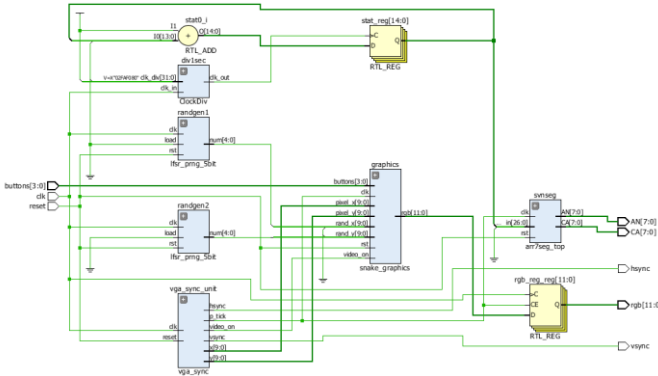 stat0_i
I1
I0[13:0]
O[14:0]
RTL_ADD
stat_reg[14:0]
C
D
Q
RTL_REG
div1sec
clk_div[31:0]
clk_in
clk_out
ClockDiv
randgen1
clk
load
rst
num[4:0]
lfsr_prng_5bit
buttons[3:0]
clk
reset
randgen2
clk
load
rst
num[4:0]
lfsr_prng_5bit
graphics
buttons[3:0]
clk
pixel_x[9:0]
pixel_y[9:0]
rand_x[9:0]
rand_y[9:0]
rst
video_on
rgb[11:0]
snake_graphics
svnseg
clk
in[26:0]
rst
AN[7:0]
CA[7:0]
arr7seg_top
AN[7:0]
CA[7:0]
hsync
vga_sync_unit
clk
reset
hsync
p_tick
video_on
vsync
x[9:0]
y[9:0]
vga_sync
rgb_reg_reg[11:0]
C
CE
D
Q
RTL_REG
rgb[11:0
vsync